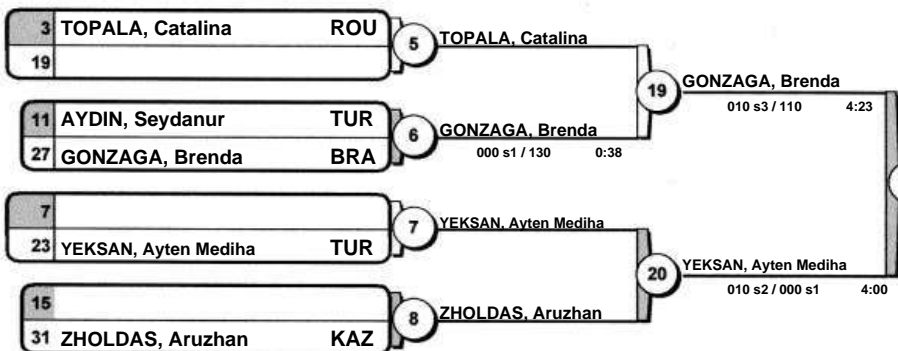 3 TOPALA, Catalina ROU
19
5
TOPALA, Catalina
11 AYDIN, Seydanur TUR
27 GONZAGA, Brenda BRA
6
GONZAGA, Brenda
000 s1 / 130 0:38
19
GONZAGA, Brenda
010 s3 / 110 4:23
7
23 YEKSAN, Ayten Mediha TUR
7
YEKSAN, Ayten Mediha
15
31 ZHOLDAS, Aruzhan KAZ
8
ZHOLDAS, Aruzhan
20
YEKSAN, Ayten Mediha
010 s2 / 000 s1 4:00